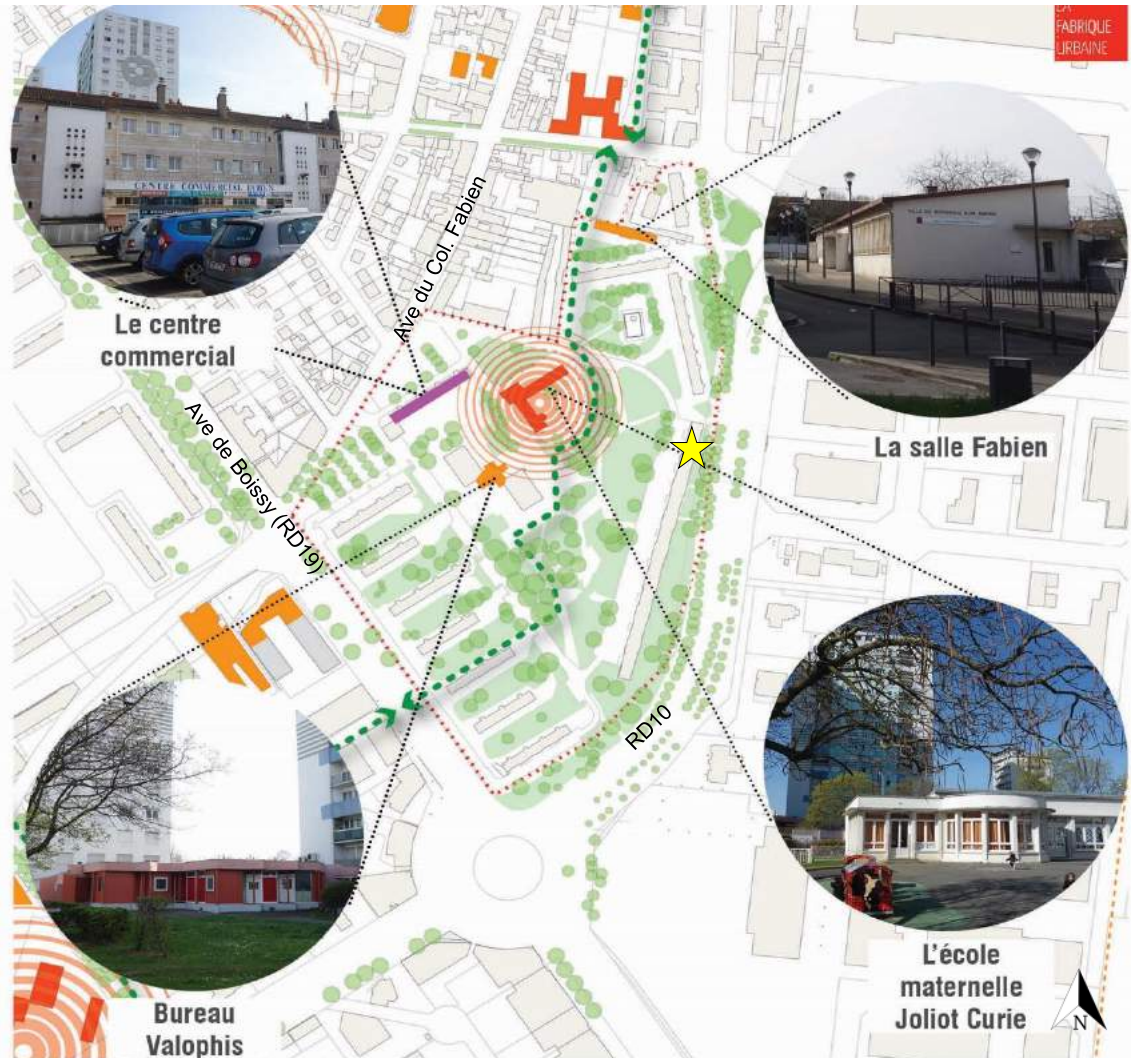 LA
FABRIQUE
URBAINE
CENTRE COMMERCIAL FABIEN
Le centre
commercial
Ave du Col. Fabien
Ave de Boissy (RD19)
La salle Fabien
RD10
L'école
maternelle
Joliot Curie
N
Bureau
Valophis